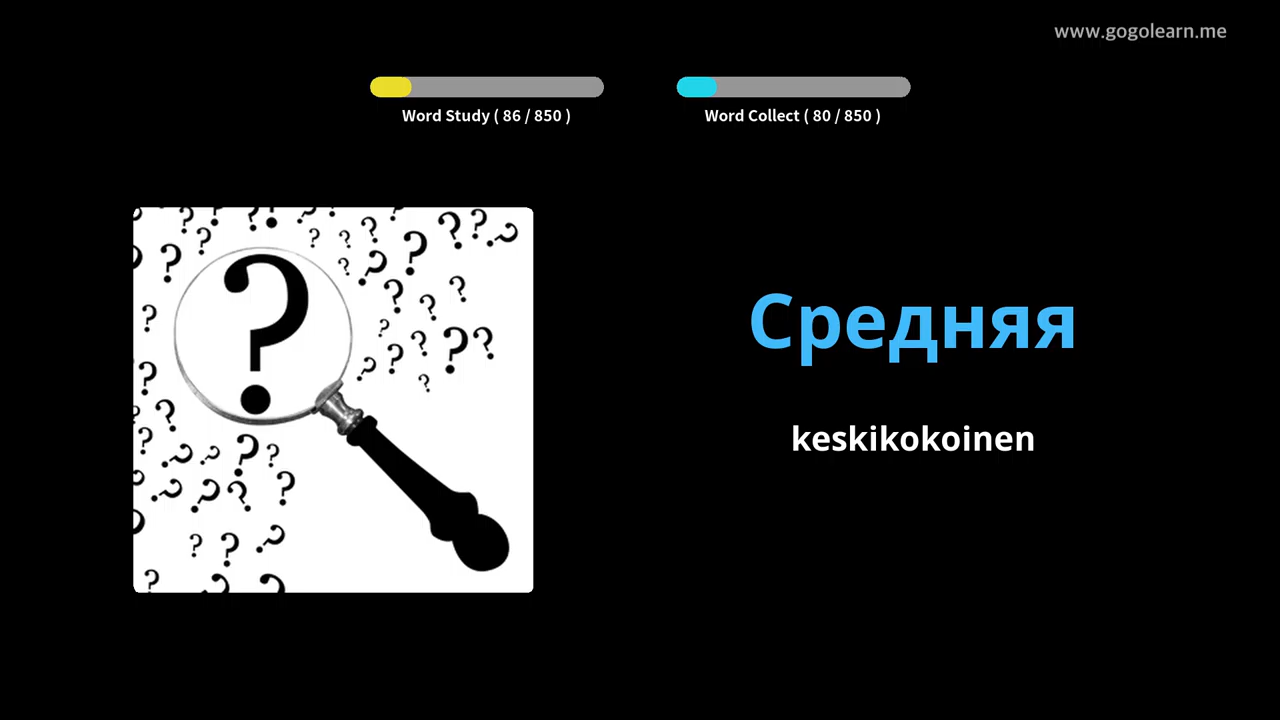 www.gogolearn.me
Word Study ( 86 / 850 )
Word Collect ( 80 / 850 )
Средняя
keskikokoinen